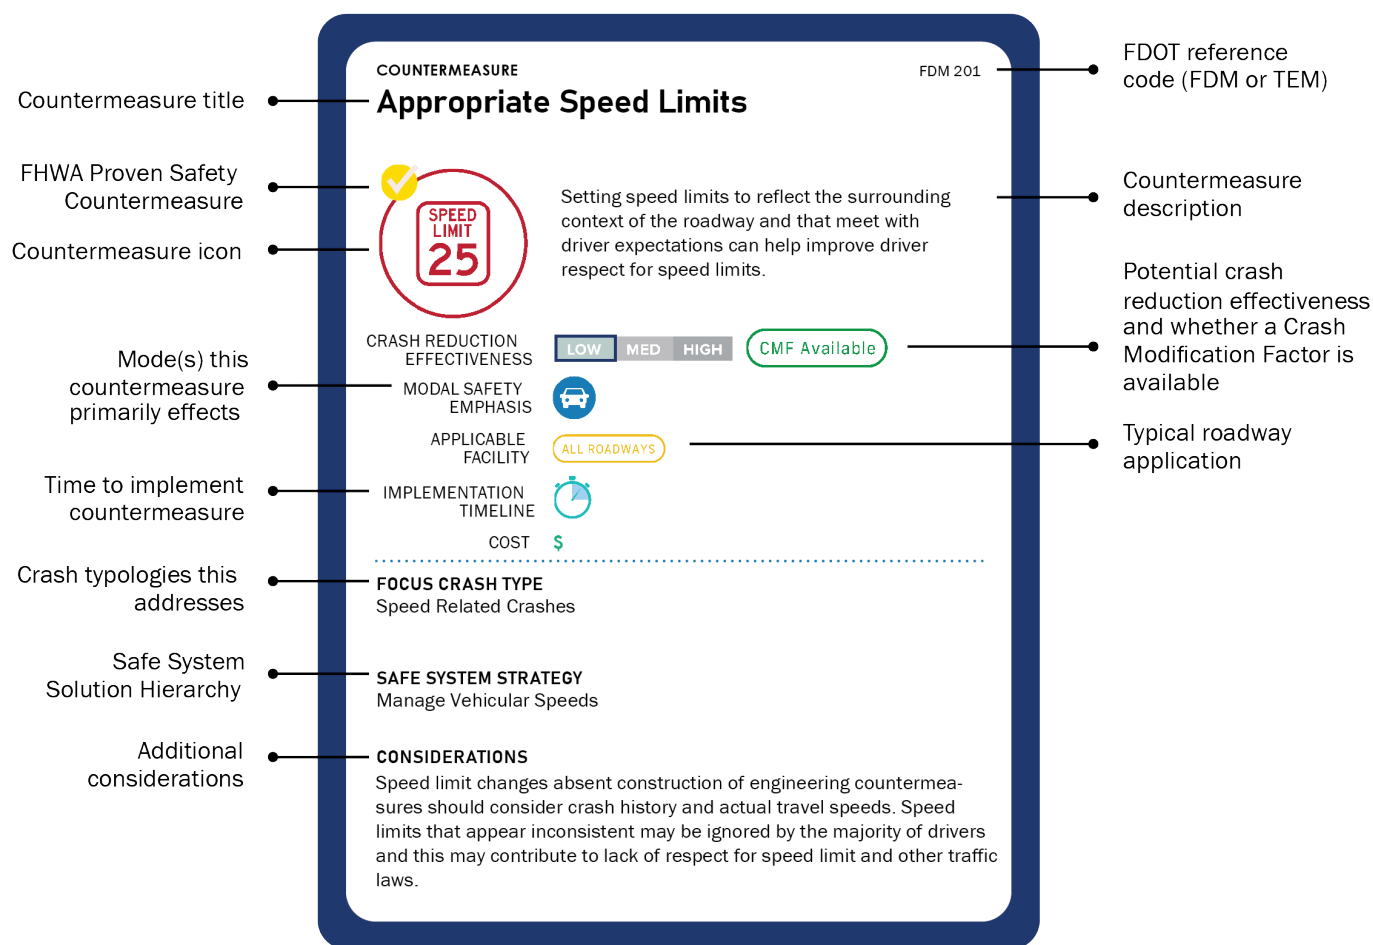 COUNTERMEASURE
FDM 201
Appropriate Speed Limits
Countermeasure title
FDOT reference
code (FDM or TEM)
FHWA Proven Safety
Countermeasure
Countermeasure icon
SPEED
LIMIT
25
Setting speed limits to reflect the surrounding
context of the roadway and that meet with
driver expectations can help improve driver
respect for speed limits.
Countermeasure
description
CRASH REDUCTION
EFFECTIVENESS
LOW MED HIGH
CMF Available
Potential crash
reduction effectiveness
and whether a Crash
Modification Factor is
available
Mode(s) this
countermeasure
primarily effects
MODAL SAFETY
EMPHASIS
APPLICABLE
FACILITY
ALL ROADWAYS
Typical roadway
application
Time to implement
countermeasure
IMPLEMENTATION
TIMELINE
COST $
Crash typologies this
addresses
FOCUS CRASH TYPE
Speed Related Crashes
Safe System
Solution Hierarchy
SAFE SYSTEM STRATEGY
Manage Vehicular Speeds
Additional
considerations
CONSIDERATIONS
Speed limit changes absent construction of engineering countermea-
sures should consider crash history and actual travel speeds. Speed
limits that appear inconsistent may be ignored by the majority of drivers
and this may contribute to lack of respect for speed limit and other traffic
laws.